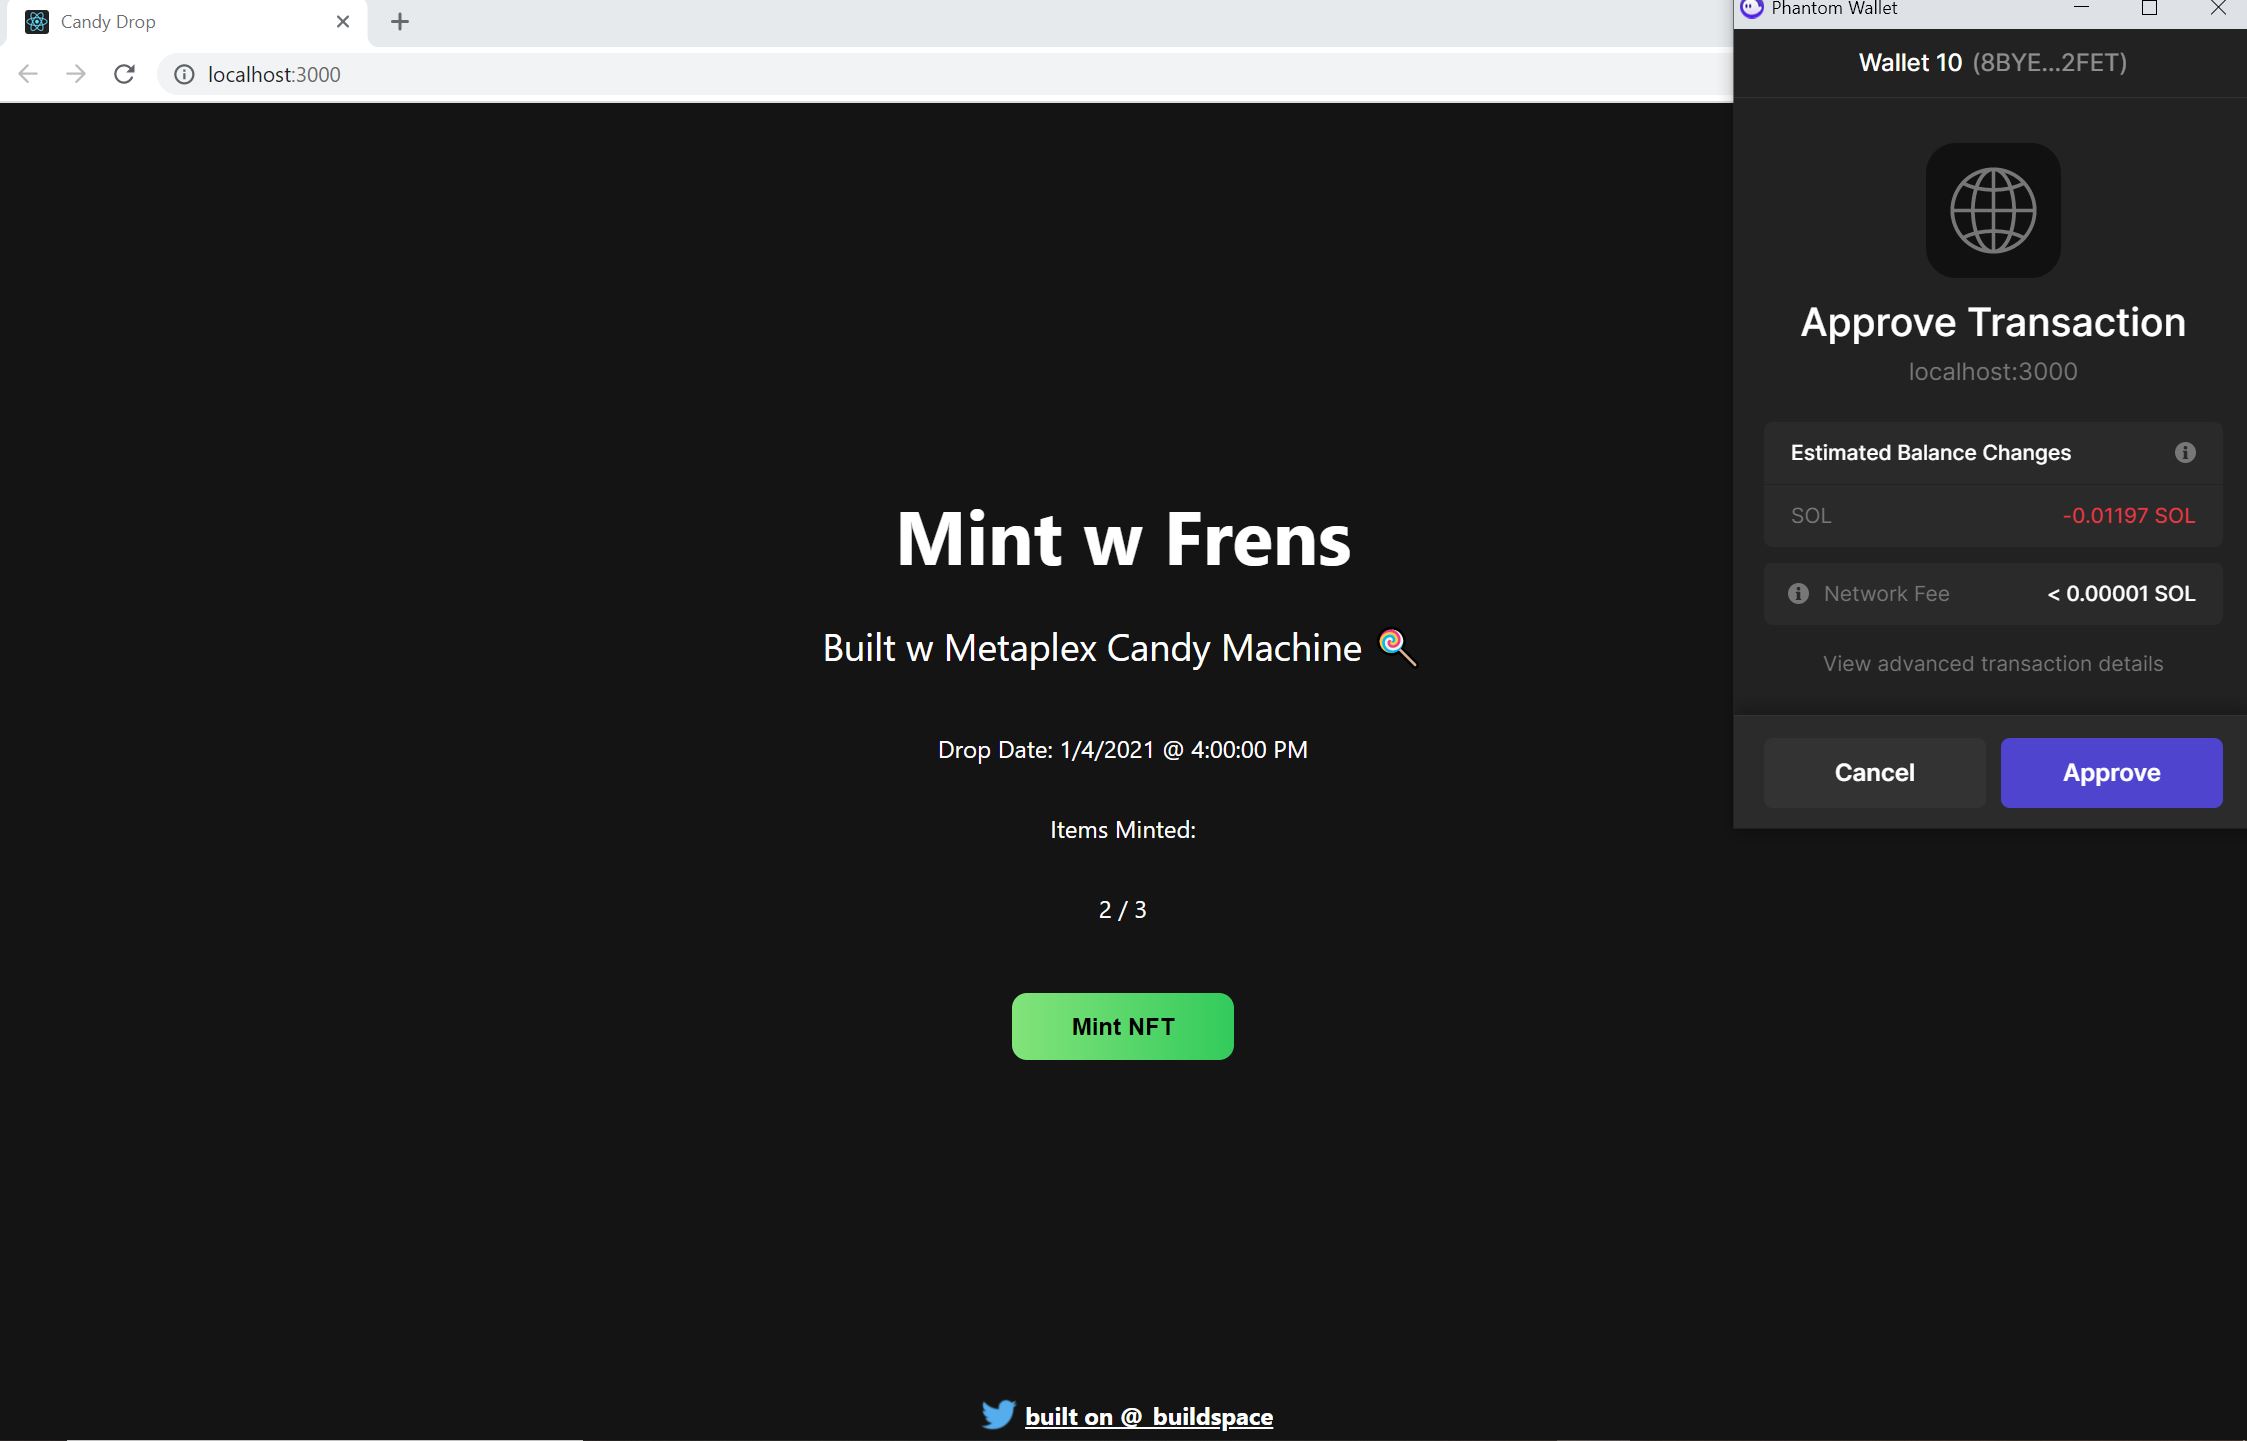 Candy Drop
localhost:3000
Phantom Wallet
Wallet 10 (8BYE...2FET)
Approve Transaction
localhost:3000
Estimated Balance Changes
SOL -0.01197 SOL
Network Fee < 0.00001 SOL
View advanced transaction details
Cancel Approve
Mint w Frens
Built w Metaplex Candy Machine 🍭
Drop Date: 1/4/2021 @ 4:00:00 PM
Items Minted:
2 / 3
Mint NFT
built on @_buildspace